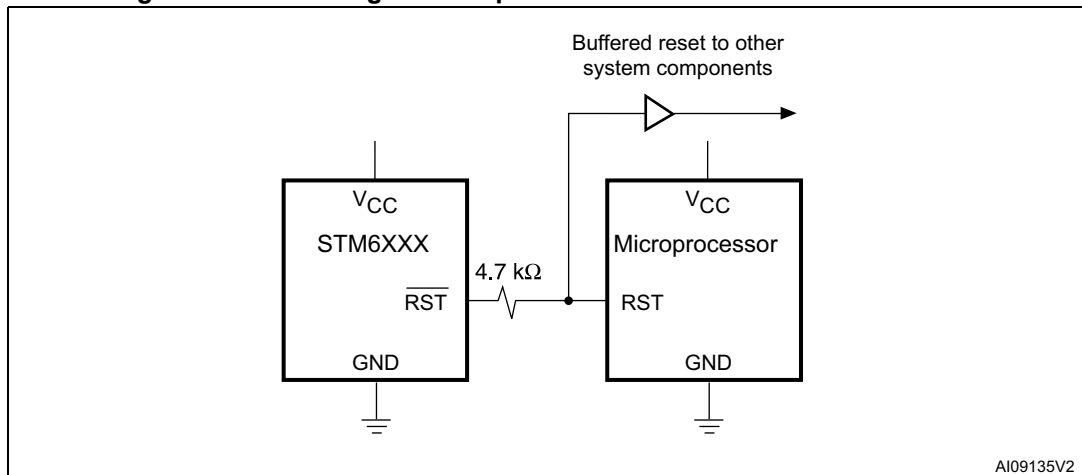 Buffered reset to other
system components
VCC
STM6XXX
4.7 kΩ
RST
GND
VCC
Microprocessor
RST
GND
AI09135V2